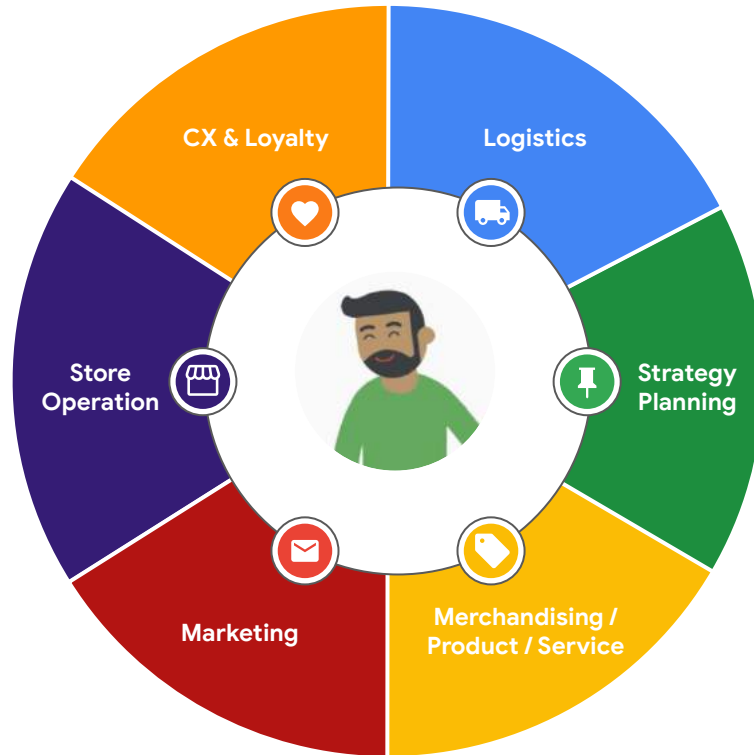 CX & Loyalty
Logistics
Store
Operation
Strategy
Planning
Marketing
Merchandising /
Product / Service